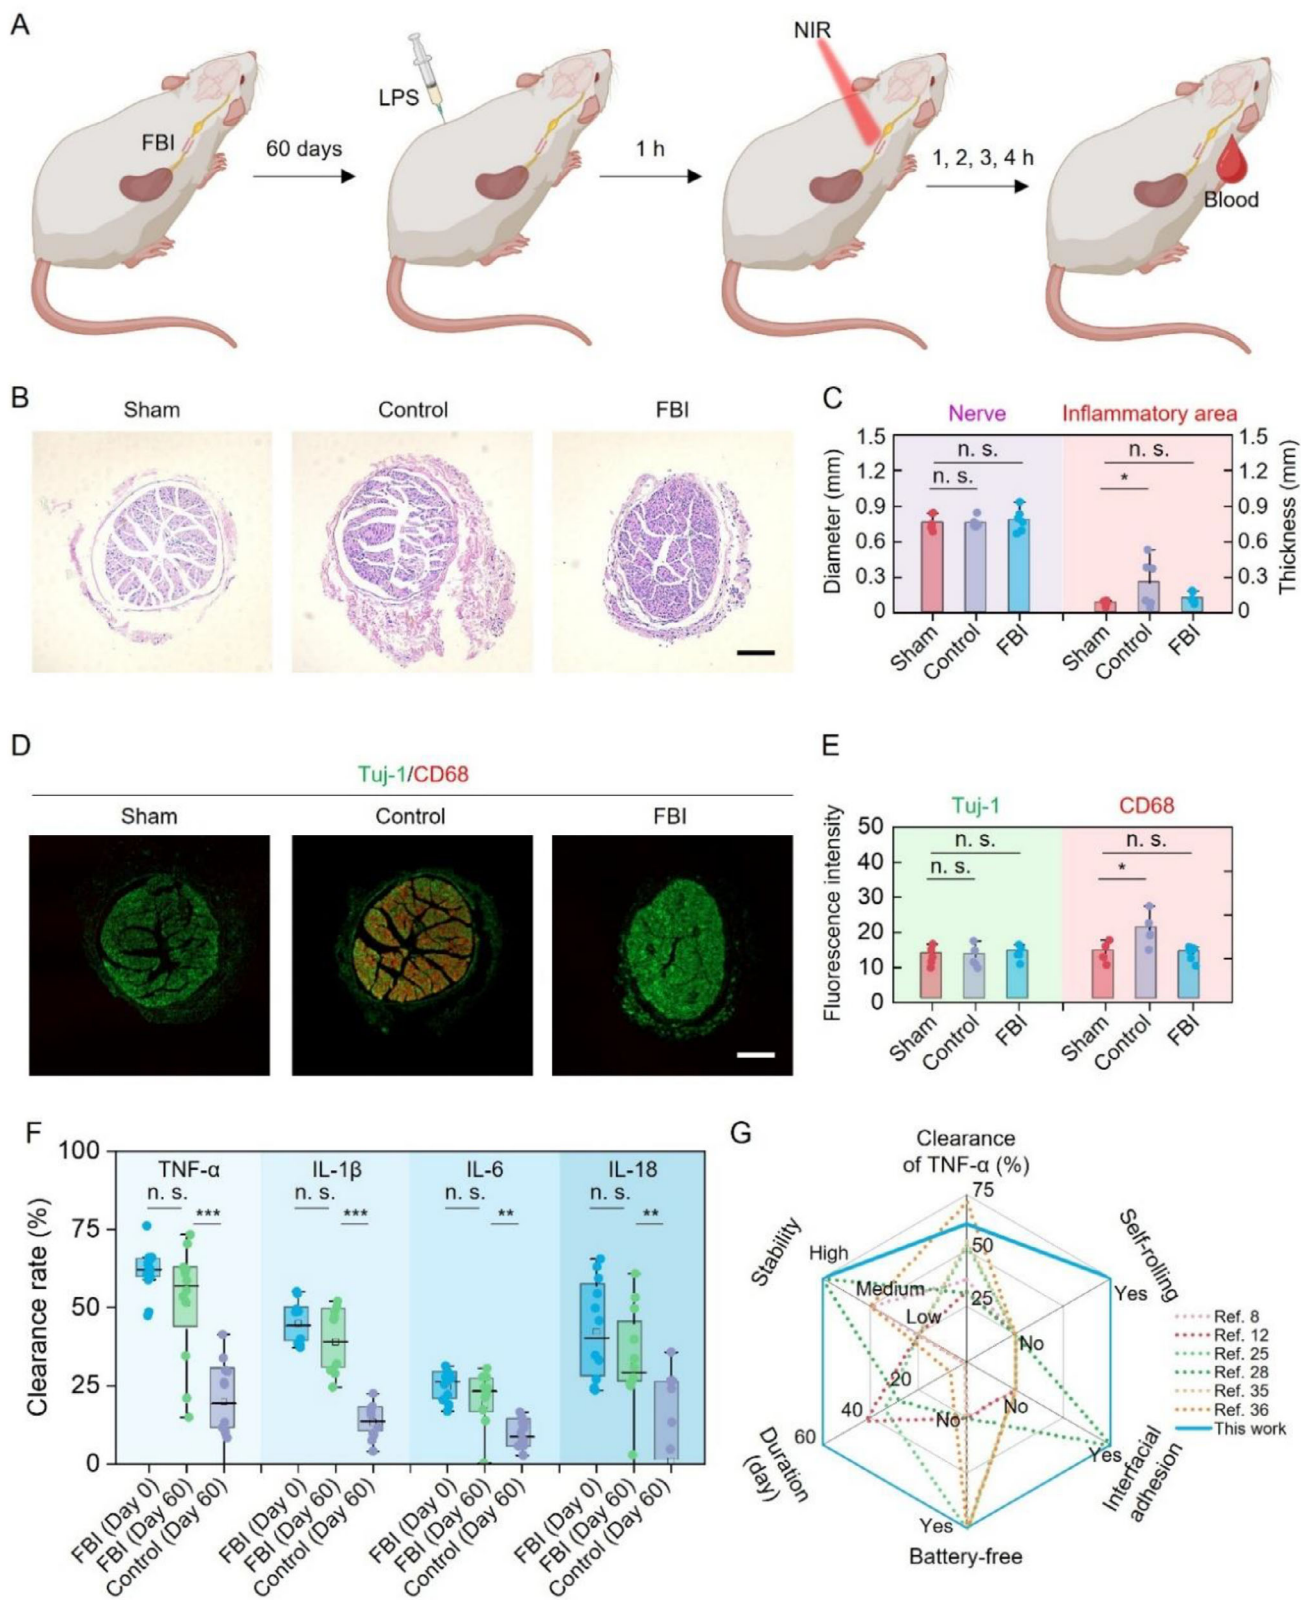 A
FBI
60 days
LPS
1 h
NIR
1, 2, 3, 4 h
Blood
B
Sham
Control
FBI
C
Nerve
Inflammatory area
Diameter (mm)
1.5
1.2
0.9
0.6
0.3
0
n. s.
n. s.
n. s.
*
1.5
1.2
0.9
0.6
0.3
0
Thickness (mm)
Sham
Control
FBI
Sham
Control
FBI
D
Tuj-1/CD68
Sham
Control
FBI
E
Tuj-1
CD68
Fluorescence intensity
50
40
30
20
10
0
n. s.
n. s.
n. s.
*
Sham
Control
FBI
Sham
Control
FBI
F
Clearance rate (%)
100
75
50
25
0
TNF-α
IL-1β
IL-6
IL-18
n. s.
***
n. s.
***
n. s.
**
n. s.
**
FBI (Day 0)
FBI (Day 60)
Control (Day 60)
FBI (Day 0)
FBI (Day 60)
Control (Day 60)
FBI (Day 0)
FBI (Day 60)
Control (Day 60)
FBI (Day 0)
FBI (Day 60)
Control (Day 60)
G
Clearance
of TNF-α (%)
75
50
25
Self-rolling
Yes
No
Interfacial
adhesion
Yes
No
Battery-free
Yes
No
Duration
(day)
60
40
20
Stability
High
Medium
Low
Ref. 8
Ref. 12
Ref. 25
Ref. 28
Ref. 35
Ref. 36
This work